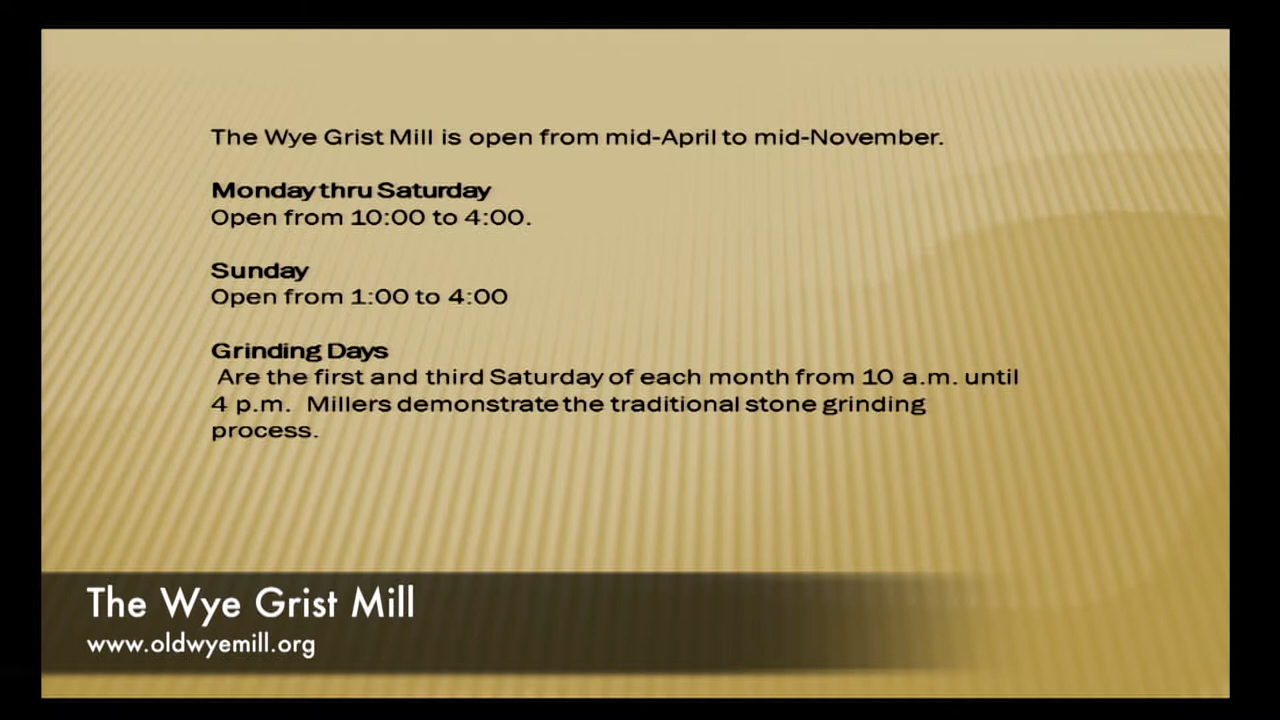 The Wye Grist Mill is open from mid-April to mid-November.
Monday thru Saturday
Open from 10:00 to 4:00.
Sunday
Open from 1:00 to 4:00
Grinding Days
Are the first and third Saturday of each month from 10 a.m. until
4 p.m. Millers demonstrate the traditional stone grinding
process.
The Wye Grist Mill
www.oldwyemill.org